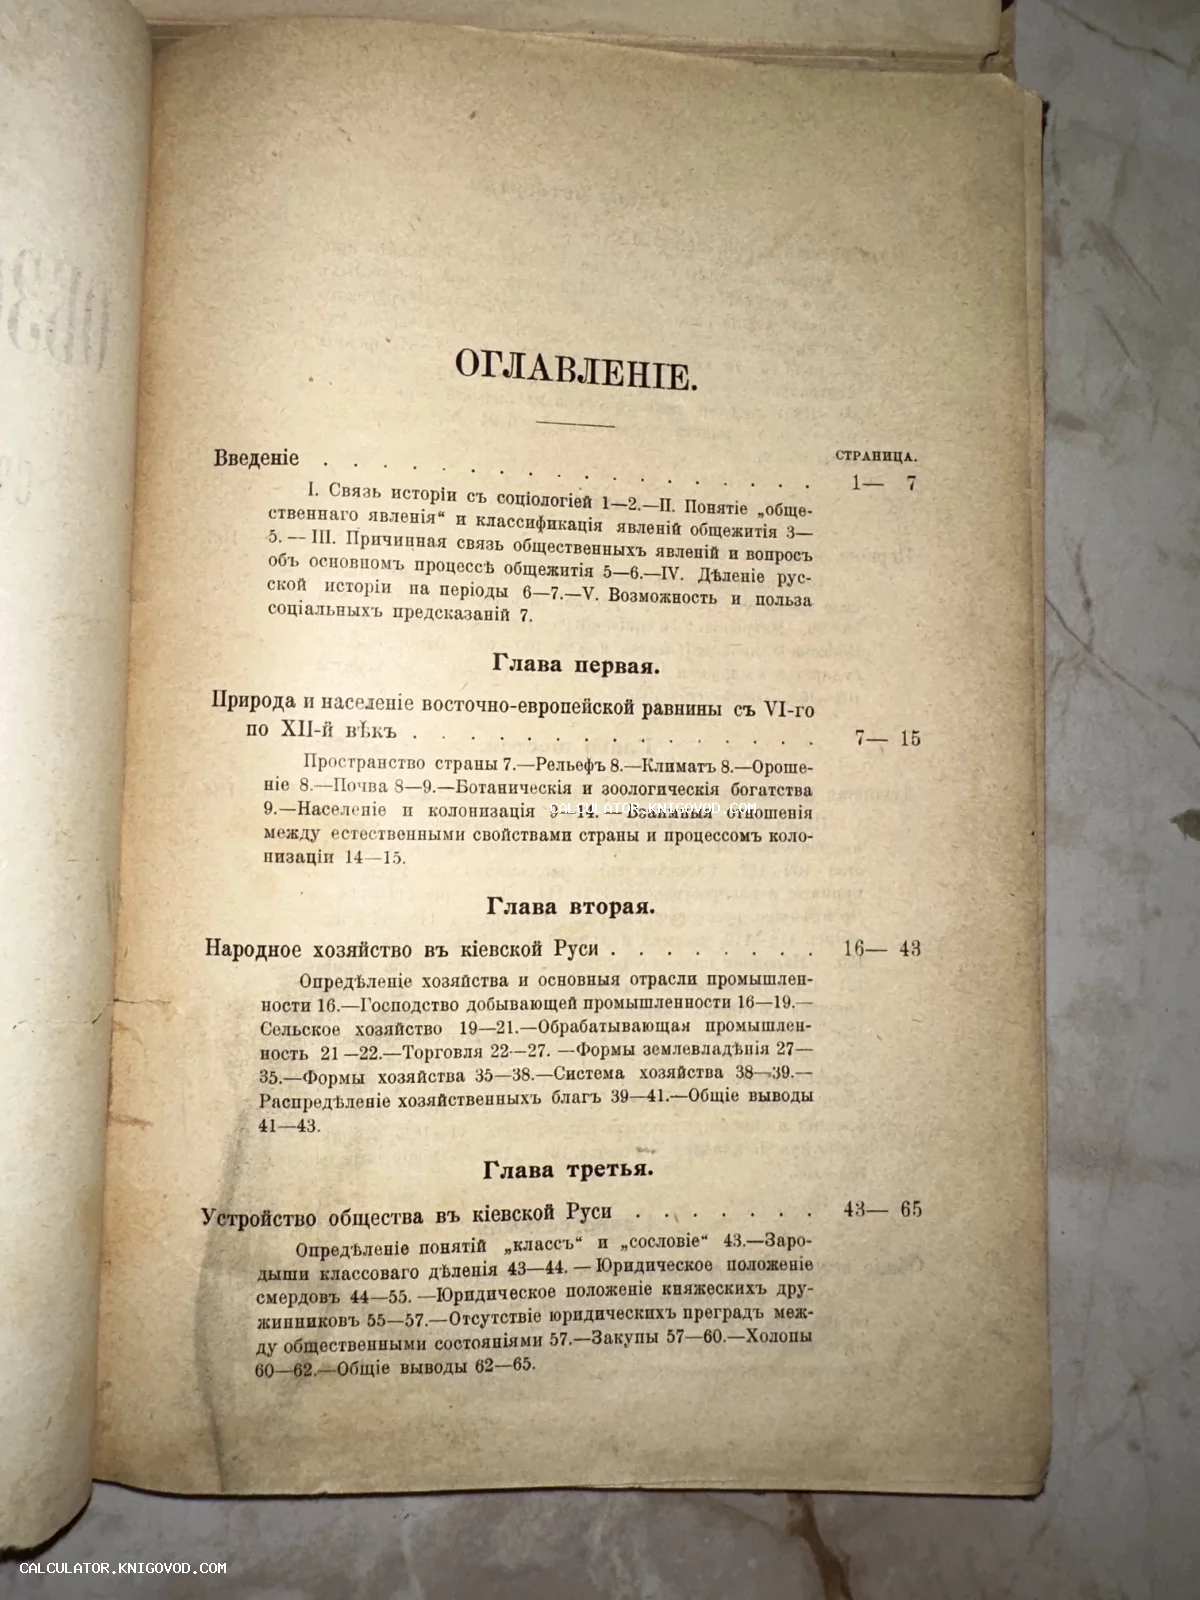 ОГЛАВЛЕНІЕ.
СТРАНИЦА.
Введеніе . . . . . . . . . . . . . . . . 1— 7
I. Связь исторіи съ соціологіей 1—2.—II. Понятіе „обще-
ственнаго явленія“ и классификація явленій общежитія 3—
5. — III. Причинная связь общественныхъ явленій и вопросъ
объ основномъ процессѣ общежитія 5—6.—IV. Дѣленіе рус-
ской исторіи на періоды 6—7.—V. Возможность и польза
соціальныхъ предсказаній 7.
Глава первая.
Природа и населеніе восточно-европейской равнины съ VI-го
по XII-й вѣкъ . . . . . . . . . . . . . . 7— 15
Пространство страны 7.—Рельефъ 8.—Климатъ 8.—Ороше-
ніе 8.—Почва 8—9.—Ботаническія и зоологическія богатства
9.—Населеніе и колонизація 9—14. — Взаимныя отношенія
между естественными свойствами страны и процессомъ коло-
низаціи 14—15.
Глава вторая.
Народное хозяйство въ кіевской Руси . . . . . . . . 16— 43
Опредѣленіе хозяйства и основныя отрасли промышлен-
ности 16.—Господство добывающей промышленности 16—19.—
Сельское хозяйство 19—21.—Обрабатывающая промышлен-
ность 21—22.—Торговля 22—27. —Формы землевладѣнія 27—
35.—Формы хозяйства 35—38.—Система хозяйства 38—39.—
Распредѣленіе хозяйственныхъ благъ 39—41.—Общіе выводы
41—43.
Глава третья.
Устройство общества въ кіевской Руси . . . . . . . 43— 65
Опредѣленіе понятій „классъ“ и „сословіе“ 43.—Заро-
дыши классоваго дѣленія 43—44. — Юридическое положеніе
смердовъ 44—55. —Юридическое положеніе княжескихъ дру-
жинниковъ 55—57.—Отсутствіе юридическихъ преградъ меж-
ду общественными состояніями 57.—Закупы 57—60.—Холопы
60—62.—Общіе выводы 62—65.
CALCULATOR.KNIGOVOD.COM
CALCULATOR.KNIGOVOD.COM